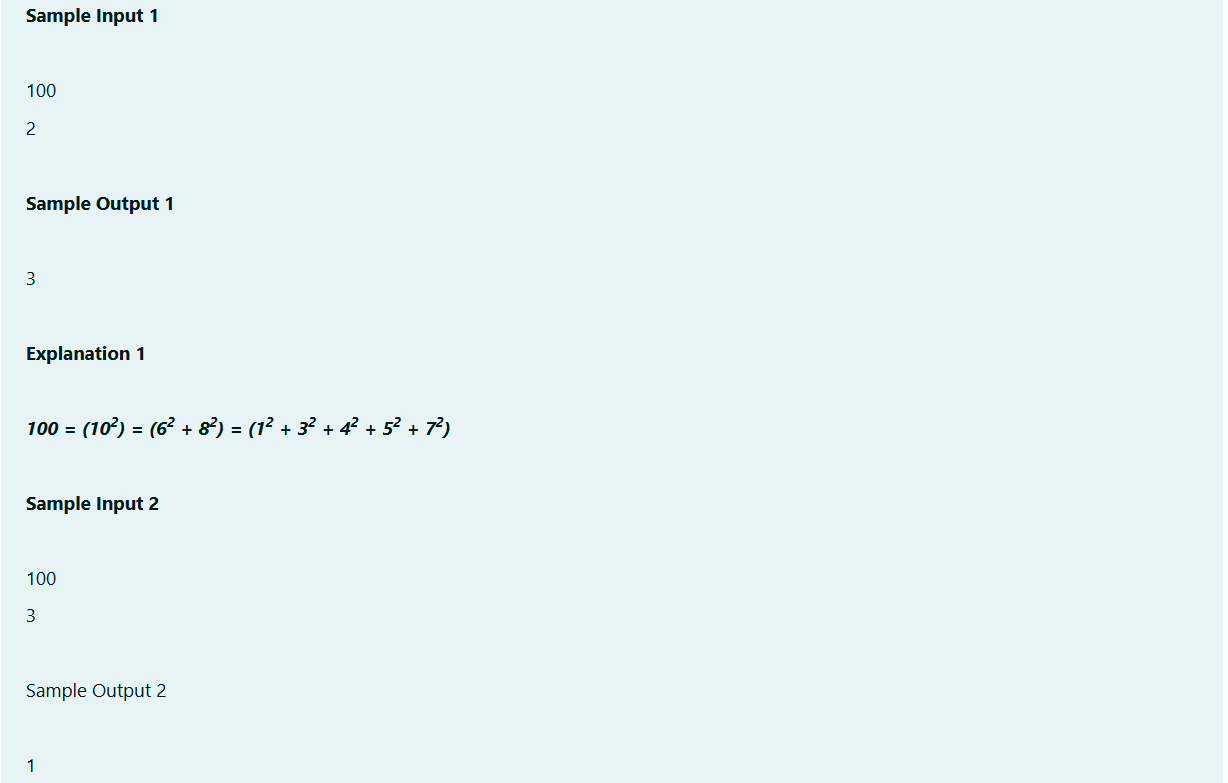 Sample Input 1
100
2
Sample Output 1
3
Explanation 1
100 = (10²) = (6² + 8²) = (1² + 3² + 4² + 5² + 7²)
Sample Input 2
100
3
Sample Output 2
1